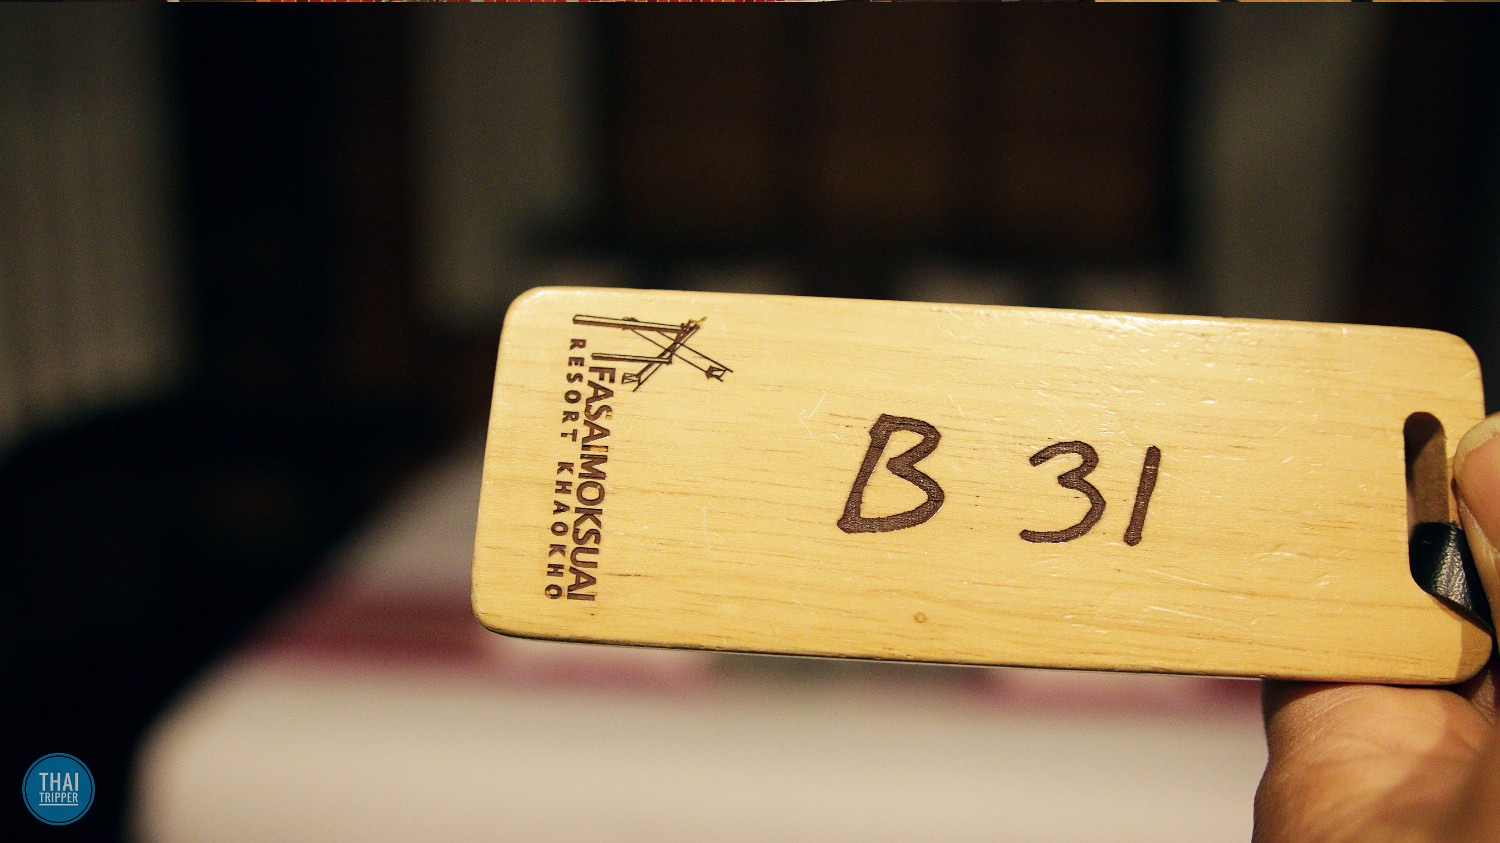 FASAIMOKSUAI
RESORT KHAOKHO
B 31
THAI
TRIPPER